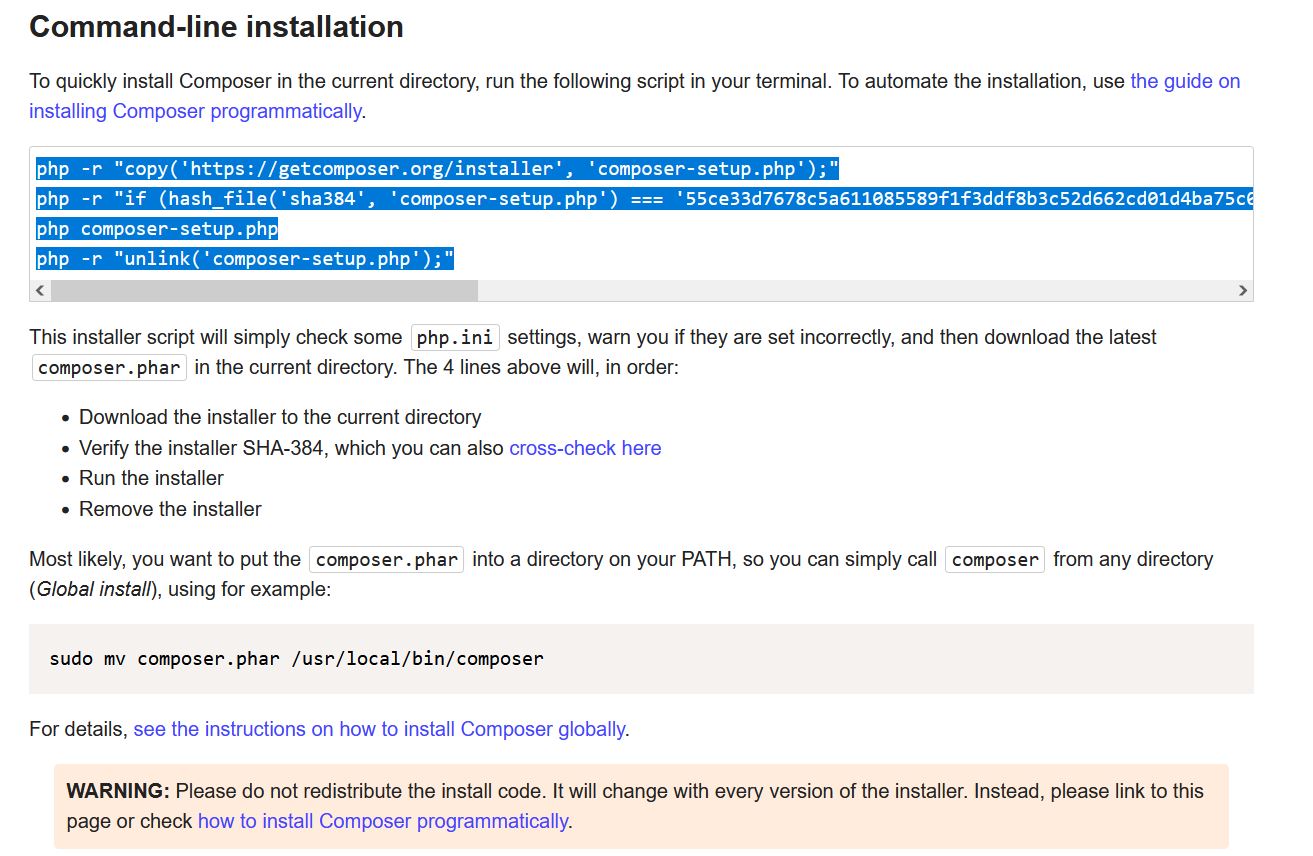 Command-line installation
To quickly install Composer in the current directory, run the following script in your terminal. To automate the installation, use the guide on
installing Composer programmatically.
php -r "copy('https://getcomposer.org/installer', 'composer-setup.php');"
php -r "if (hash_file('sha384', 'composer-setup.php') === '55ce33d7678c5a611085589f1f3ddf8b3c52d662cd01d4ba75c0
php composer-setup.php
php -r "unlink('composer-setup.php');"
This installer script will simply check some php.ini settings, warn you if they are set incorrectly, and then download the latest
composer.phar in the current directory. The 4 lines above will, in order:
• Download the installer to the current directory
• Verify the installer SHA-384, which you can also cross-check here
• Run the installer
• Remove the installer
Most likely, you want to put the composer.phar into a directory on your PATH, so you can simply call composer from any directory
(Global install), using for example:
sudo mv composer.phar /usr/local/bin/composer
For details, see the instructions on how to install Composer globally.
WARNING: Please do not redistribute the install code. It will change with every version of the installer. Instead, please link to this
page or check how to install Composer programmatically.